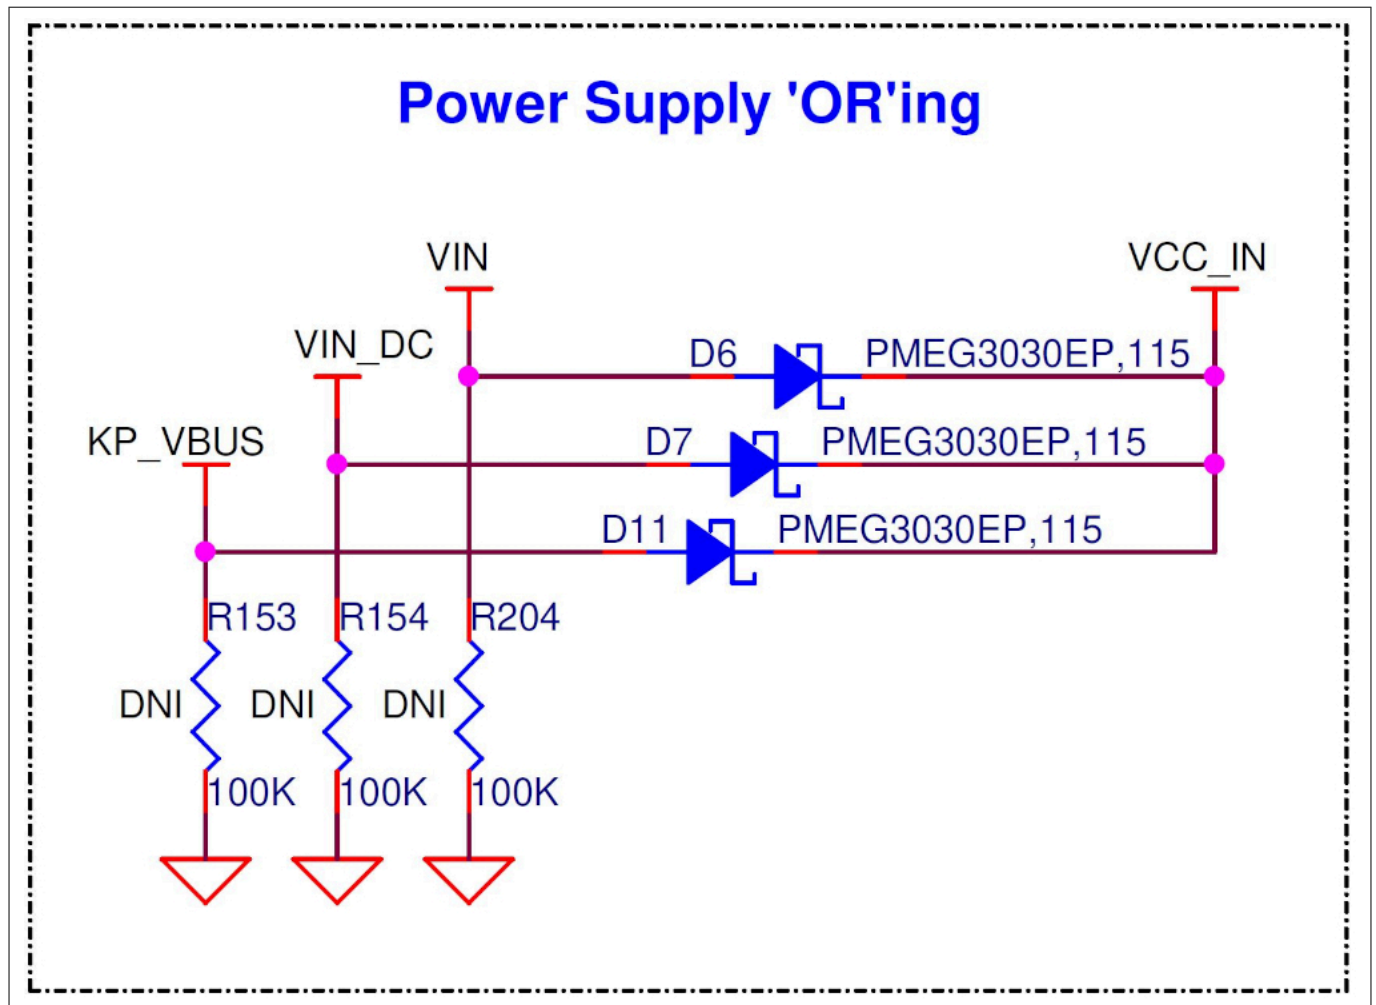 Power Supply 'OR'ing
VIN
VCC_IN
VIN_DC
D6
PMEG3030EP,115
KP_VBUS
D7
PMEG3030EP,115
D11
PMEG3030EP,115
R153
R154
R204
DNI
DNI
DNI
100K
100K
100K